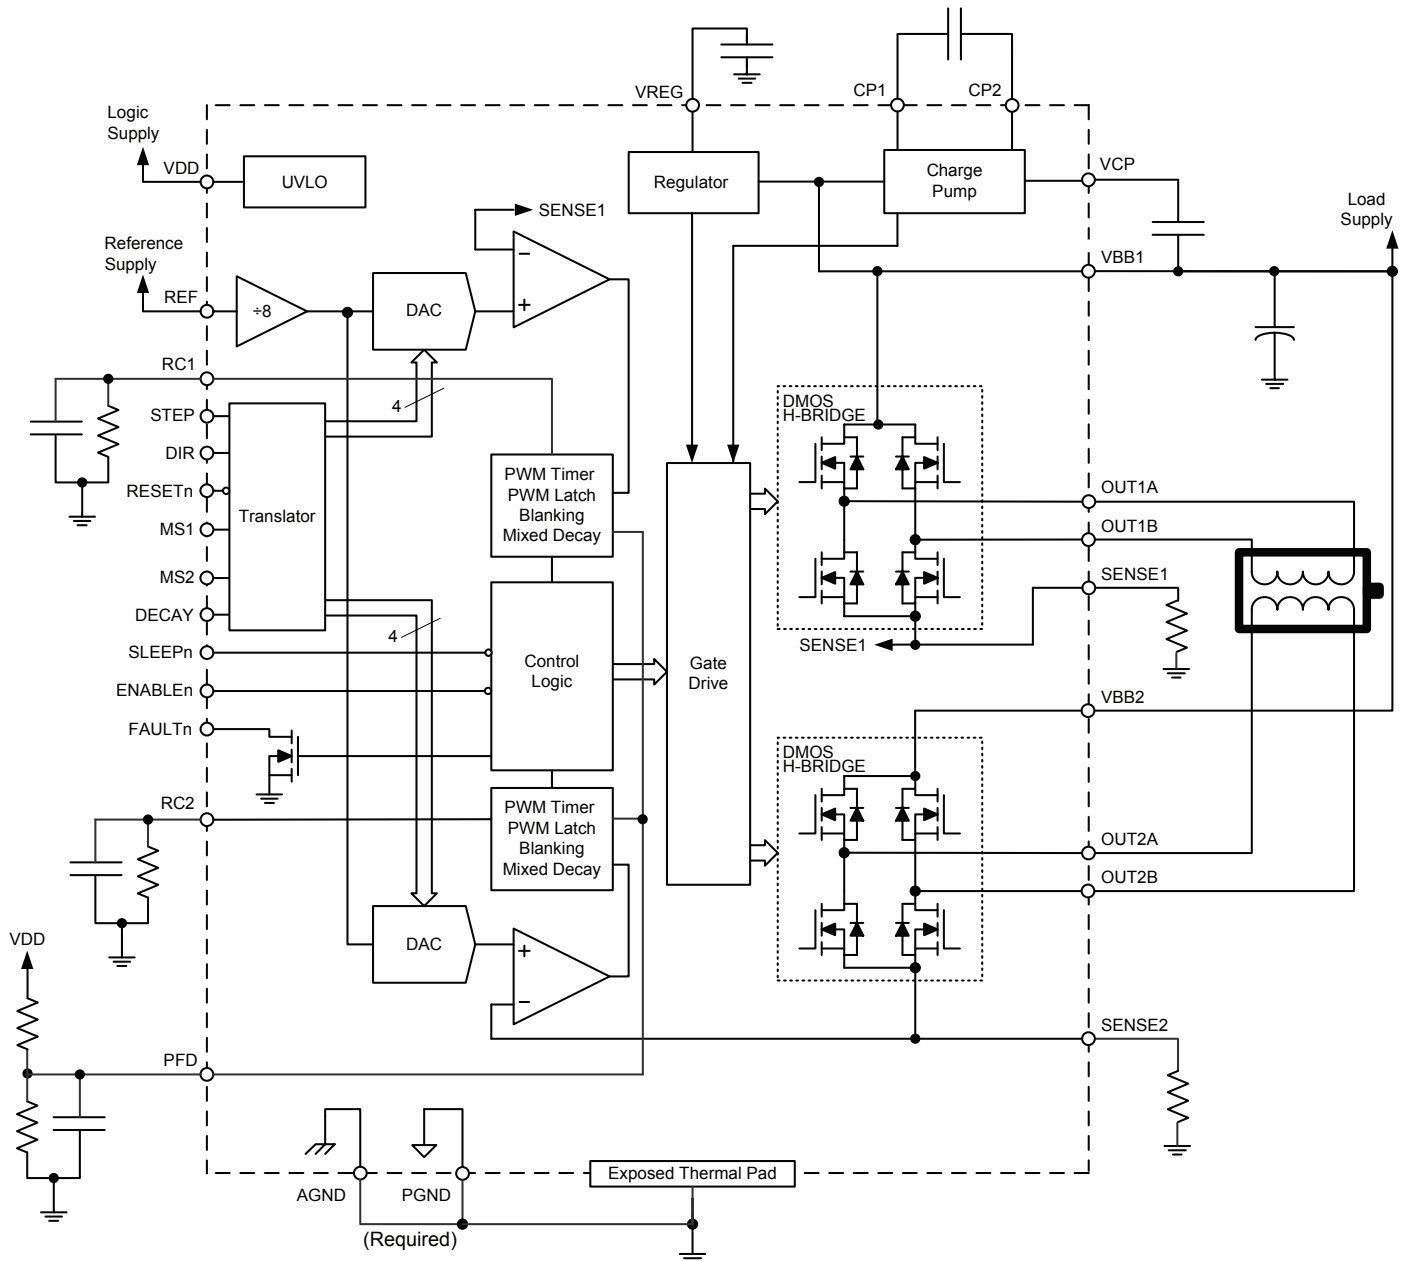 VREG
CP1
CP2
Logic
Supply
VDD
UVLO
Regulator
Charge
Pump
VCP
Load
Supply
SENSE1
Reference
Supply
REF
÷8
DAC
−
+
VBB1
RC1
4
STEP
DIR
RESETn
MS1
MS2
DECAY
Translator
PWM Timer
PWM Latch
Blanking
Mixed Decay
DMOS
H-BRIDGE
OUT1A
OUT1B
SENSE1
SENSE1
4
SLEEPn
ENABLEn
FAULTn
Control
Logic
Gate
Drive
VBB2
DMOS
H-BRIDGE
RC2
PWM Timer
PWM Latch
Blanking
Mixed Decay
OUT2A
OUT2B
VDD
DAC
+
−
SENSE2
PFD
AGND
PGND
Exposed Thermal Pad
(Required)